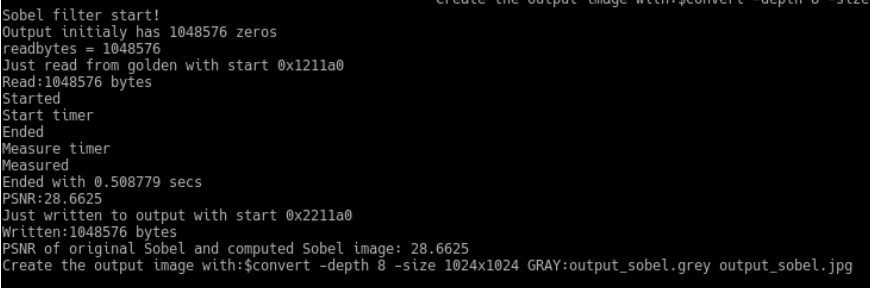 Create the output image with:$convert -depth 8 -size
Sobel filter start!
Output initialy has 1048576 zeros
readbytes = 1048576
Just read from golden with start 0x1211a0
Read:1048576 bytes
Started
Start timer
Ended
Measure timer
Measured
Ended with 0.508779 secs
PSNR:28.6625
Just written to output with start 0x2211a0
Written:1048576 bytes
PSNR of original Sobel and computed Sobel image: 28.6625
Create the output image with:$convert -depth 8 -size 1024x1024 GRAY:output_sobel.grey output_sobel.jpg